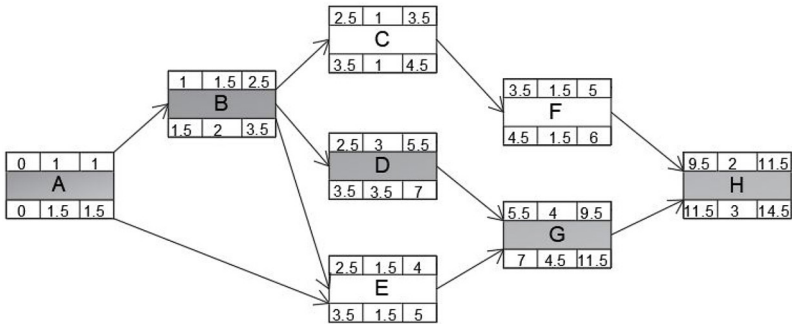 2.5 1 3.5
C
3.5 1 4.5
1 1.5 2.5
B
1.5 2 3.5
3.5 1.5 5
F
4.5 1.5 6
0 1 1
A
0 1.5 1.5
2.5 3 5.5
D
3.5 3.5 7
9.5 2 11.5
H
11.5 3 14.5
5.5 4 9.5
G
7 4.5 11.5
2.5 1.5 4
E
3.5 1.5 5